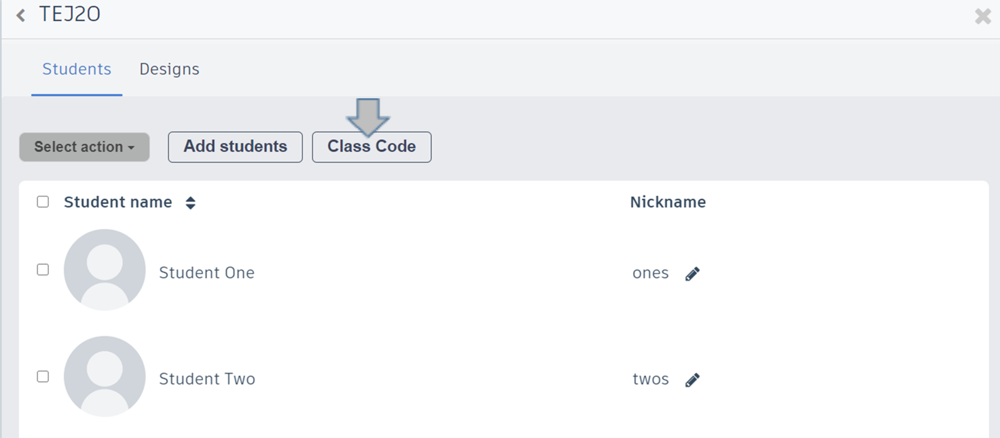 TEJ2O
Students Designs
Select action Add students Class Code
Student name Nickname
Student One ones
Student Two twos